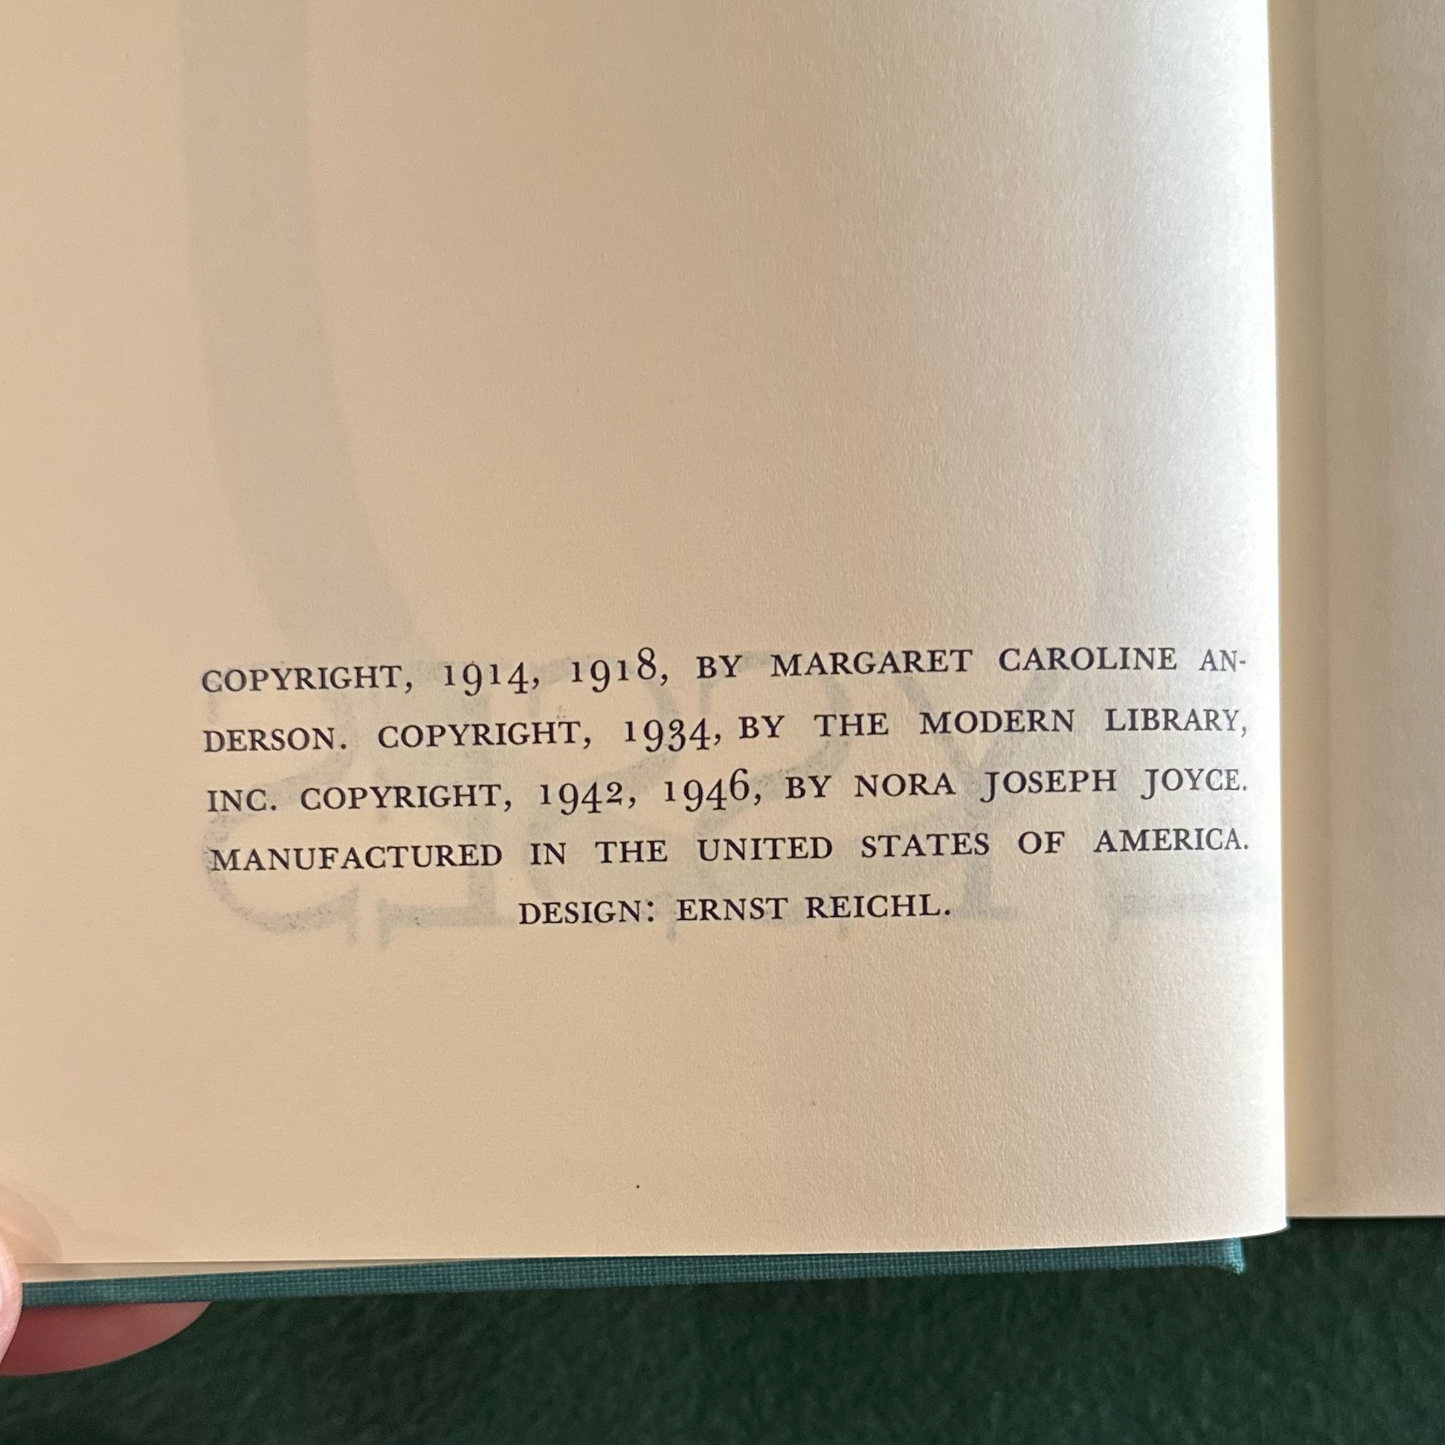 COPYRIGHT, 1914, 1918, BY MARGARET CAROLINE AN-
DERSON. COPYRIGHT, 1934, BY THE MODERN LIBRARY,
INC. COPYRIGHT, 1942, 1946, BY NORA JOSEPH JOYCE.
MANUFACTURED IN THE UNITED STATES OF AMERICA.
DESIGN: ERNST REICHL.